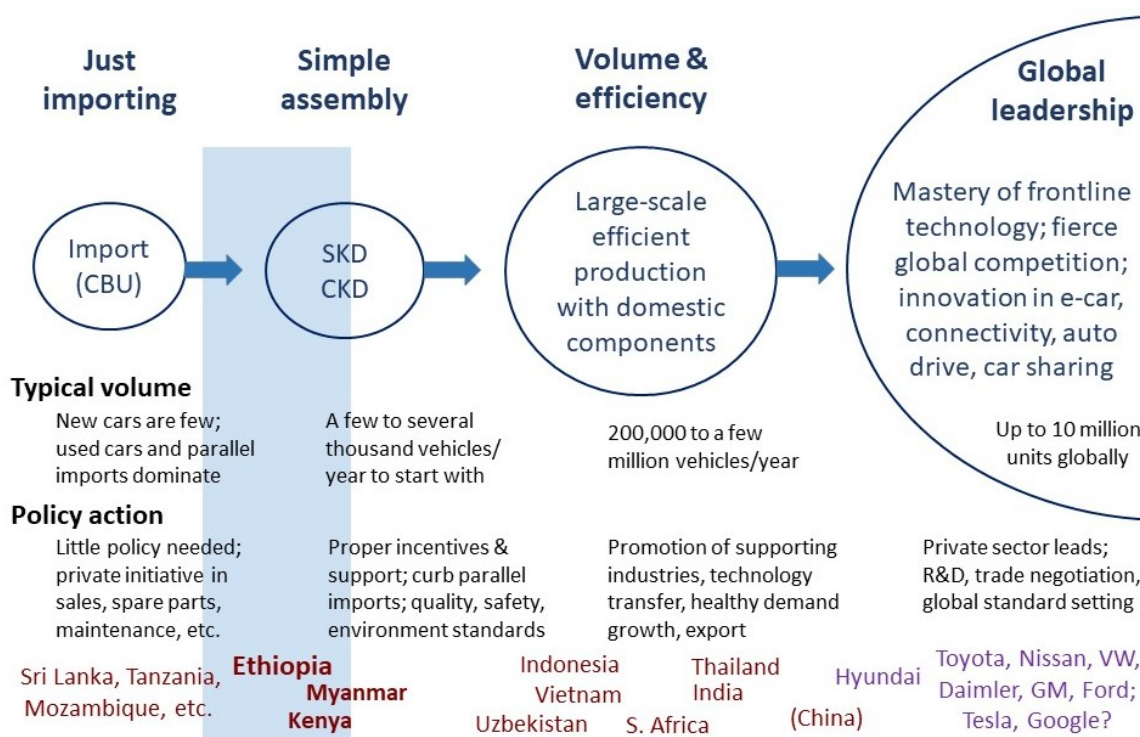 Just
importing
Simple
assembly
Volume &
efficiency
Global
leadership
Import
(CBU)
SKD
CKD
Large-scale
efficient
production
with domestic
components
Mastery of frontline
technology; fierce
global competition;
innovation in e-car,
connectivity, auto
drive, car sharing
Typical volume
New cars are few;
used cars and parallel
imports dominate
A few to several
thousand vehicles/
year to start with
200,000 to a few
million vehicles/year
Up to 10 million
units globally
Policy action
Little policy needed;
private initiative in
sales, spare parts,
maintenance, etc.
Proper incentives &
support; curb parallel
imports; quality, safety,
environment standards
Promotion of supporting
industries, technology
transfer, healthy demand
growth, export
Private sector leads;
R&D, trade negotiation,
global standard setting
Sri Lanka, Tanzania,
Mozambique, etc.
Ethiopia
Myanmar
Kenya
Indonesia
Vietnam
Uzbekistan
Thailand
India
S. Africa
(China)
Hyundai
Toyota, Nissan, VW,
Daimler, GM, Ford;
Tesla, Google?